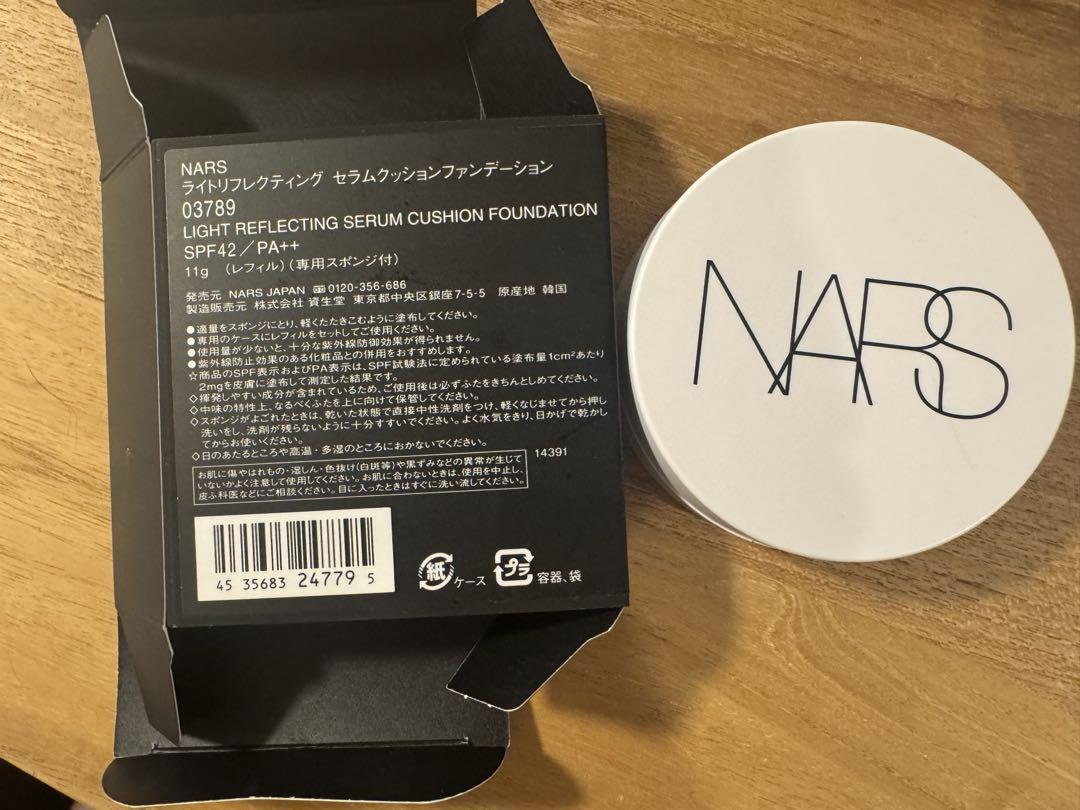 NARS
ライトリフレクティング セラムクッションファンデーション
03789
LIGHT REFLECTING SERUM CUSHION FOUNDATION
SPF42／PA++
11g （レフィル）（専用スポンジ付）
発売元 NARS JAPAN 0120-356-686
製造販売元 株式会社 資生堂 東京都中央区銀座7-5-5 原産地 韓国
●適量をスポンジにとり、軽くたたきこむように塗布してください。
●専用のケースにレフィルをセットしてご使用ください。
●使用量が少ないと、十分な紫外線防御効果が得られません。
●紫外線防止効果のある化粧品との併用をおすすめします。
☆商品のSPF表示およびPA表示は、SPF試験法に定められている塗布量1cm²あたり
2mgを皮膚に塗布して測定した結果です。
◇揮発しやすい成分が含まれているため、ご使用後は必ずふたをきちんとしめてください。
◇中味の特性上、なるべくふたを上に向けて保管してください。
◇スポンジがよごれたときは、乾いた状態で直接中性洗剤をつけ、軽くなじませてから押し
洗いをし、洗剤が残らないように十分すすいでください。よく水気をきり、日かげで乾かし
てからお使いください。
◇日のあたるところや高温・多湿のところにおかないでください。
お肌に傷やはれもの・湿しん・色抜け(白斑等)や黒ずみなどの異常が生じて
いないかよく注意して使用してください。お肌に合わないときは、使用を中止し、
皮ふ科医などにご相談ください。目に入ったときはすぐに洗い流してください。
14391
45 35683 24779 5
紙 ケース
プラ 容器、袋
NARS